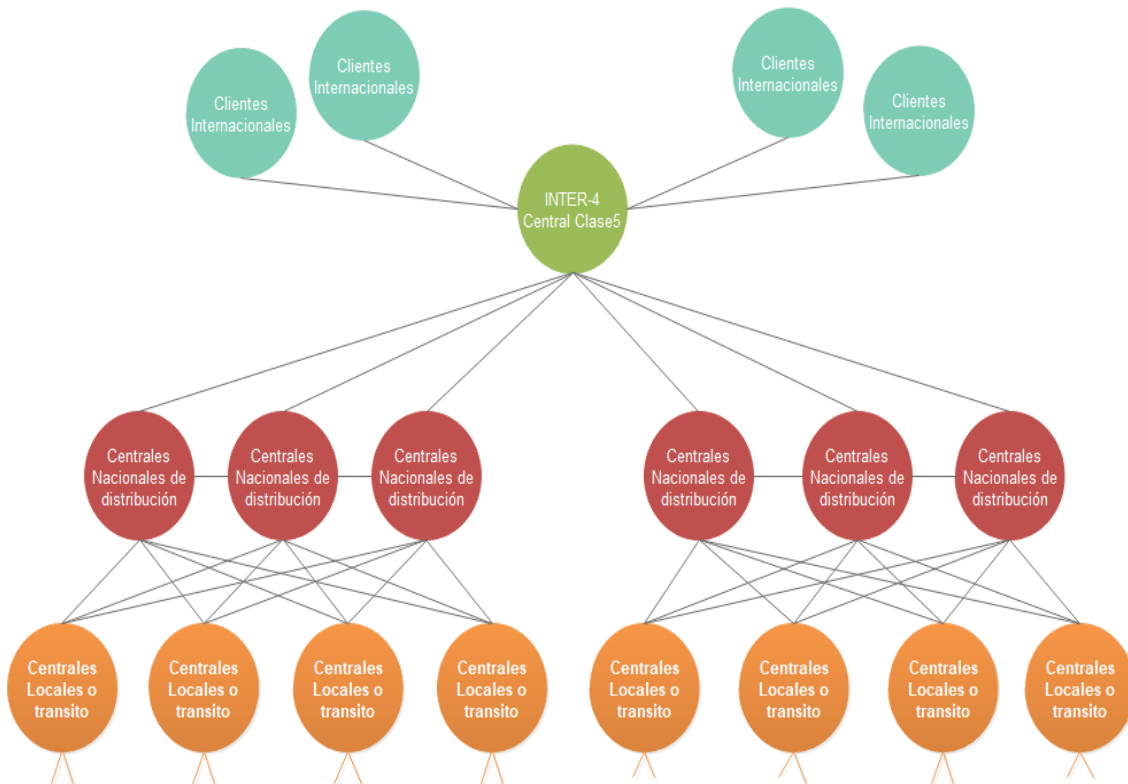 Clientes
Internacionales
Clientes
Internacionales
Clientes
Internacionales
Clientes
Internacionales
INTER-4
Central Clase5
Centrales
Nacionales de
distribución
Centrales
Nacionales de
distribución
Centrales
Nacionales de
distribución
Centrales
Nacionales de
distribución
Centrales
Nacionales de
distribución
Centrales
Nacionales de
distribución
Centrales
Locales o
transito
Centrales
Locales o
transito
Centrales
Locales o
transito
Centrales
Locales o
transito
Centrales
Locales o
transito
Centrales
Locales o
transito
Centrales
Locales o
transito
Centrales
Locales o
transito